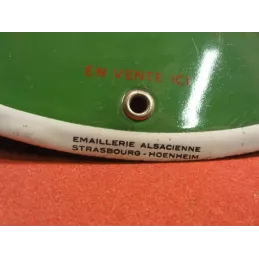 EN VENTE ICI
EMAILLERIE ALSACIENNE
STRASBOURG - HOENHEIM